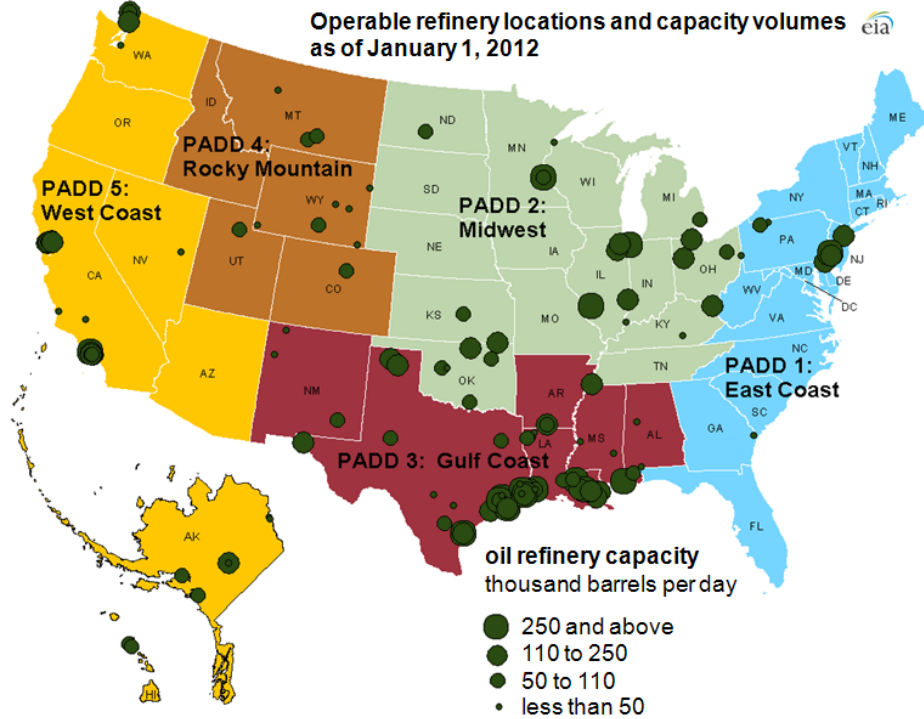 Operable refinery locations and capacity volumes
as of January 1, 2012
eia
WA
OR
ID
MT
ND
MN
ME
VT
NH
PADD 4:
Rocky Mountain
PADD 5:
West Coast
WY
SD
WI
MI
NY
MA
CT
RI
PADD 2:
Midwest
NE
IA
PA
NJ
CA
NV
UT
CO
IL
IN
OH
MD
DE
DC
KS
MO
KY
WV
VA
AZ
NM
OK
TN
NC
PADD 1:
East Coast
AR
SC
LA
MS
AL
GA
PADD 3: Gulf Coast
TX
FL
AK
HI
oil refinery capacity
thousand barrels per day
250 and above
110 to 250
50 to 110
less than 50